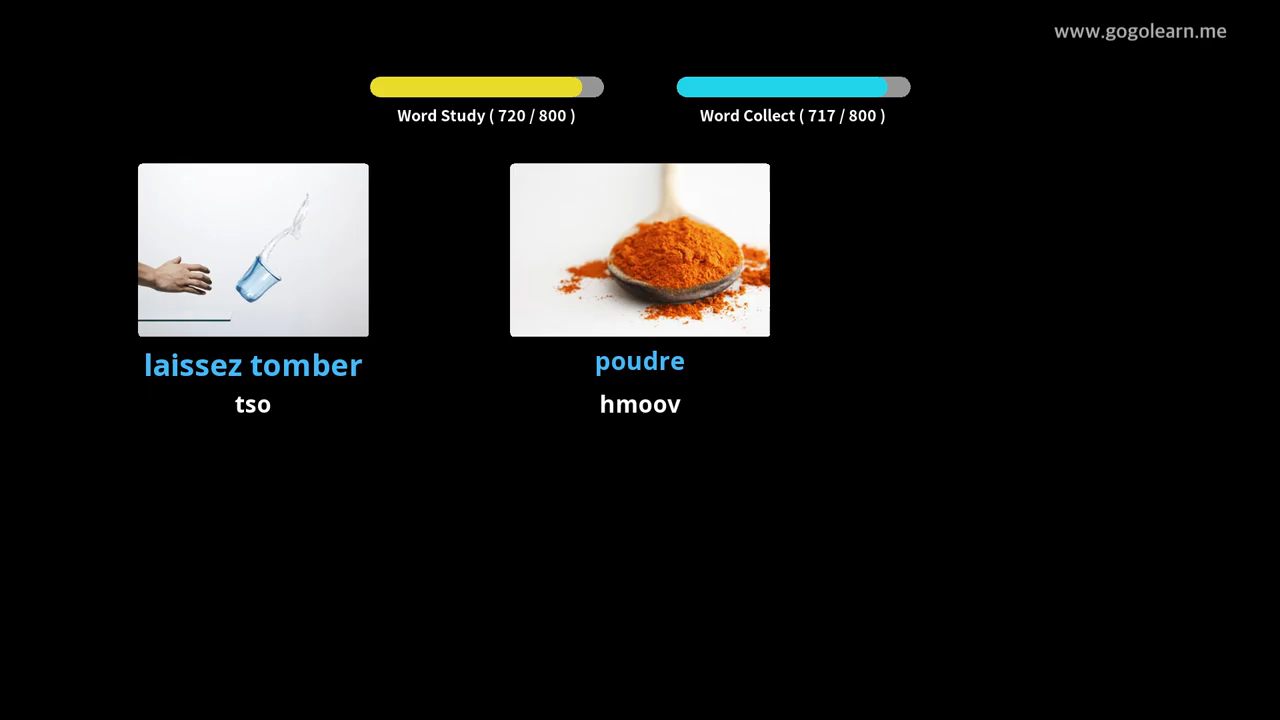 www.gogolearn.me
Word Study ( 720 / 800 )
Word Collect ( 717 / 800 )
laissez tomber
tso
poudre
hmoov